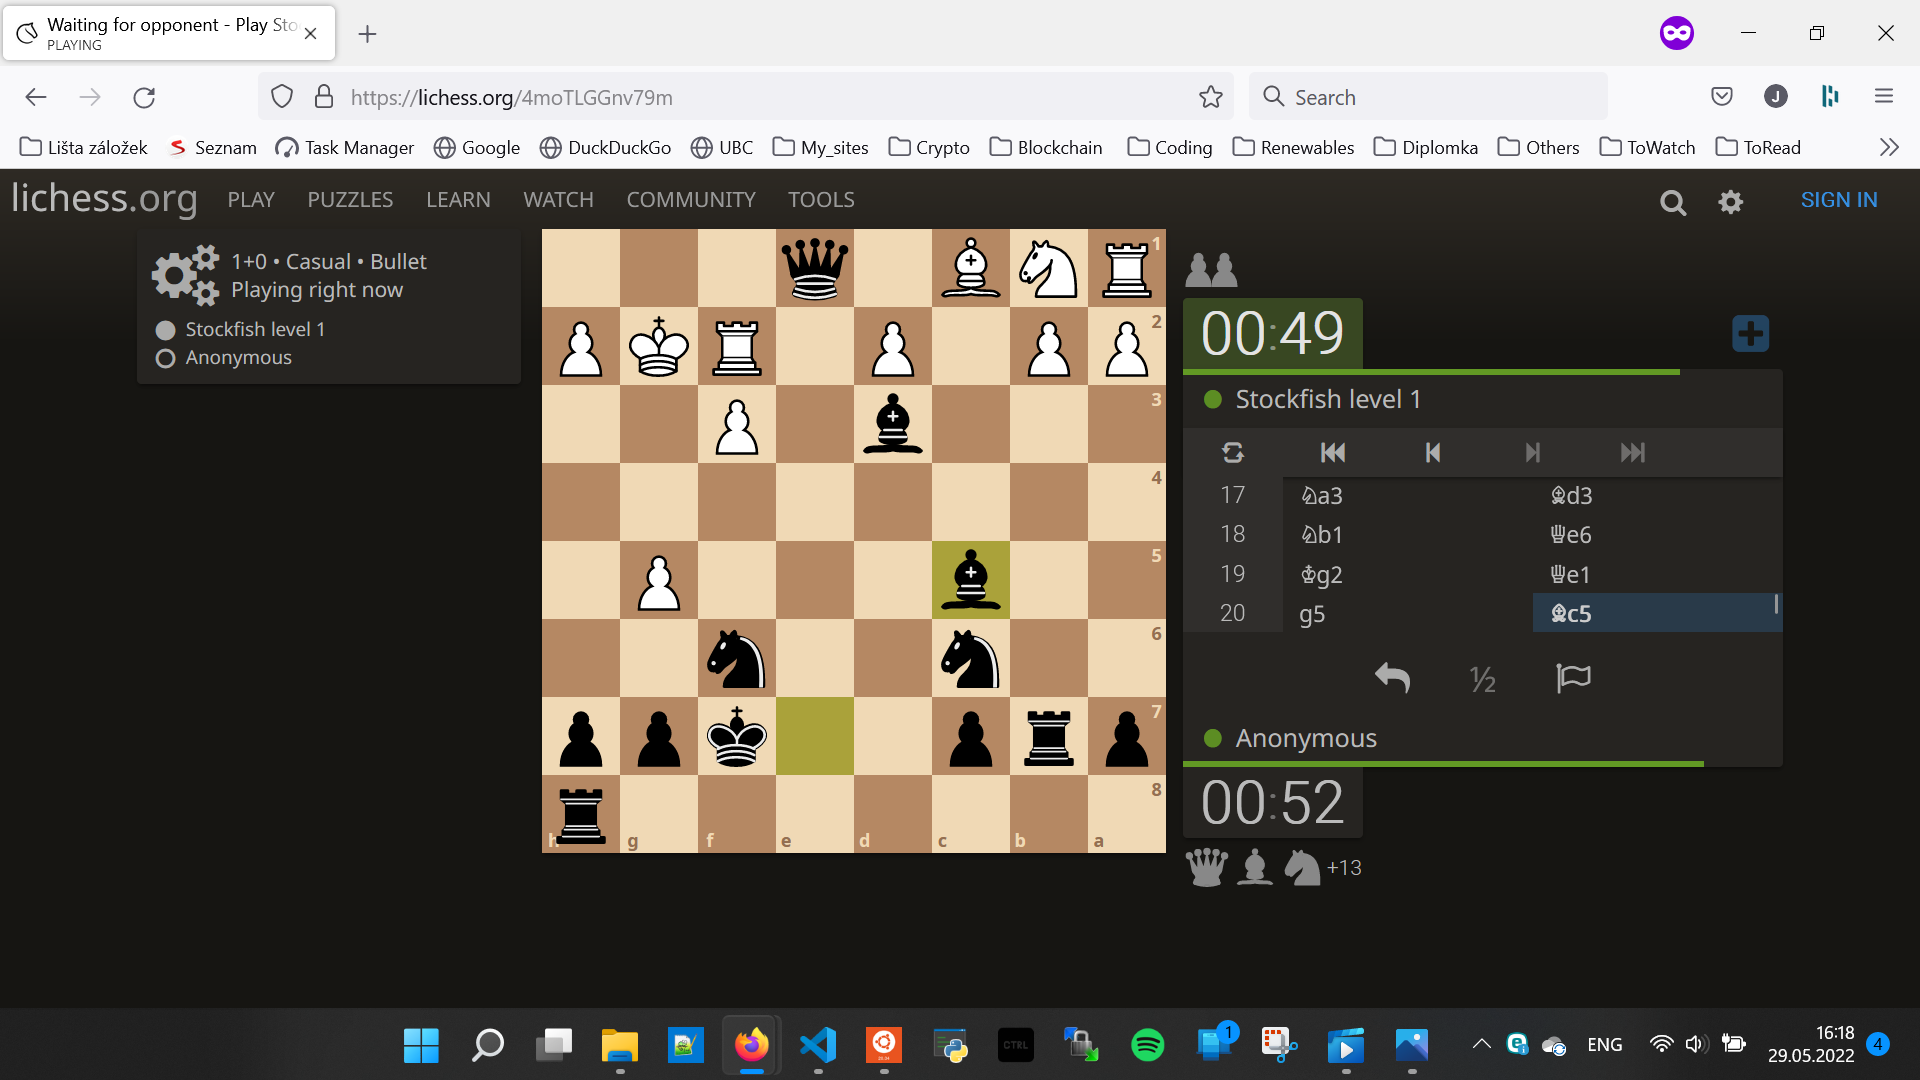 Waiting for opponent - Play Sto
PLAYING
https://lichess.org/4moTLGGnv79m
Search
J
Lišta záložek
Seznam
Task Manager
Google
DuckDuckGo
UBC
My_sites
Crypto
Blockchain
Coding
Renewables
Diplomka
Others
ToWatch
ToRead
lichess.org
PLAY
PUZZLES
LEARN
WATCH
COMMUNITY
TOOLS
SIGN IN
1+0 • Casual • Bullet
Playing right now
Stockfish level 1
Anonymous
1
2
3
4
5
6
7
8
h
g
f
e
d
c
b
a
00:49
Stockfish level 1
17 ♘a3 ♗d3
18 ♘b1 ♕e6
19 ♔g2 ♕e1
20 g5 ♗c5
½
Anonymous
00:52
+13
CTRL
1
ENG
16:18
29.05.2022
4